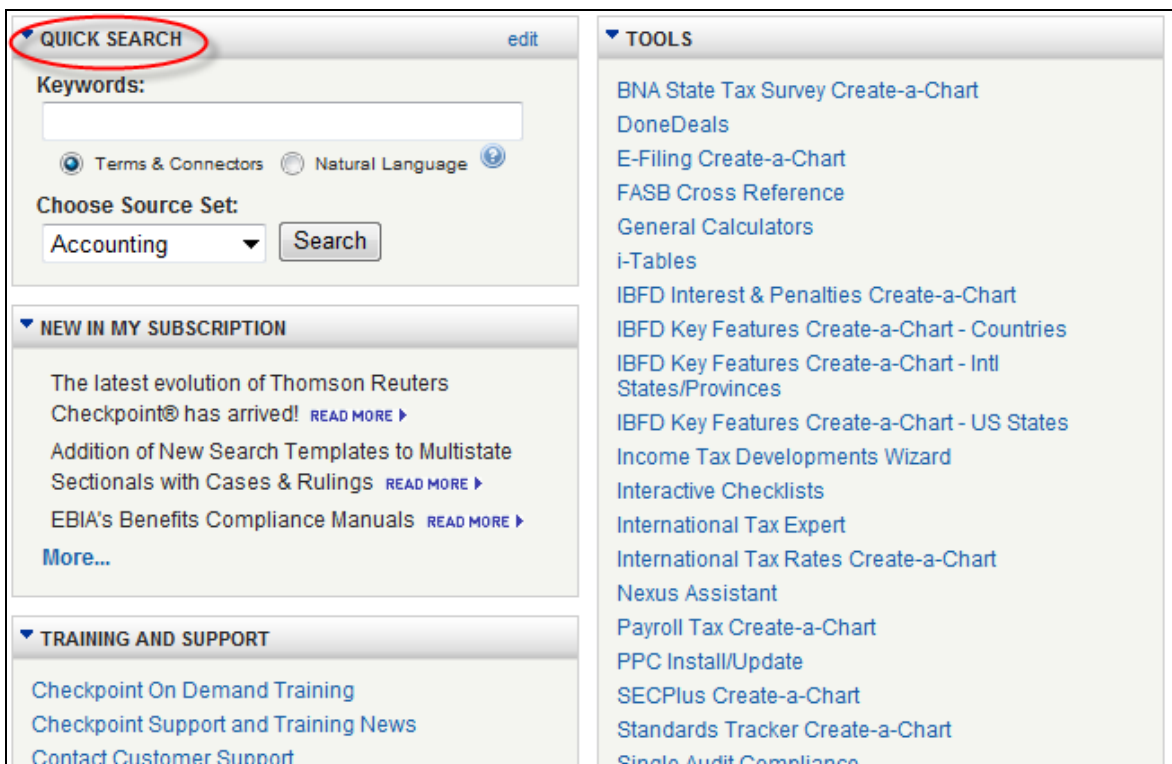 QUICK SEARCH edit
Keywords:
Terms & Connectors Natural Language ?
Choose Source Set:
Accounting Search
NEW IN MY SUBSCRIPTION
The latest evolution of Thomson Reuters
Checkpoint® has arrived! READ MORE
Addition of New Search Templates to Multistate
Sectionals with Cases & Rulings READ MORE
EBIA's Benefits Compliance Manuals READ MORE
More...
TRAINING AND SUPPORT
Checkpoint On Demand Training
Checkpoint Support and Training News
Contact Customer Support
TOOLS
BNA State Tax Survey Create-a-Chart
DoneDeals
E-Filing Create-a-Chart
FASB Cross Reference
General Calculators
i-Tables
IBFD Interest & Penalties Create-a-Chart
IBFD Key Features Create-a-Chart - Countries
IBFD Key Features Create-a-Chart - Intl
States/Provinces
IBFD Key Features Create-a-Chart - US States
Income Tax Developments Wizard
Interactive Checklists
International Tax Expert
International Tax Rates Create-a-Chart
Nexus Assistant
Payroll Tax Create-a-Chart
PPC Install/Update
SECPlus Create-a-Chart
Standards Tracker Create-a-Chart
Single Audit Compliance